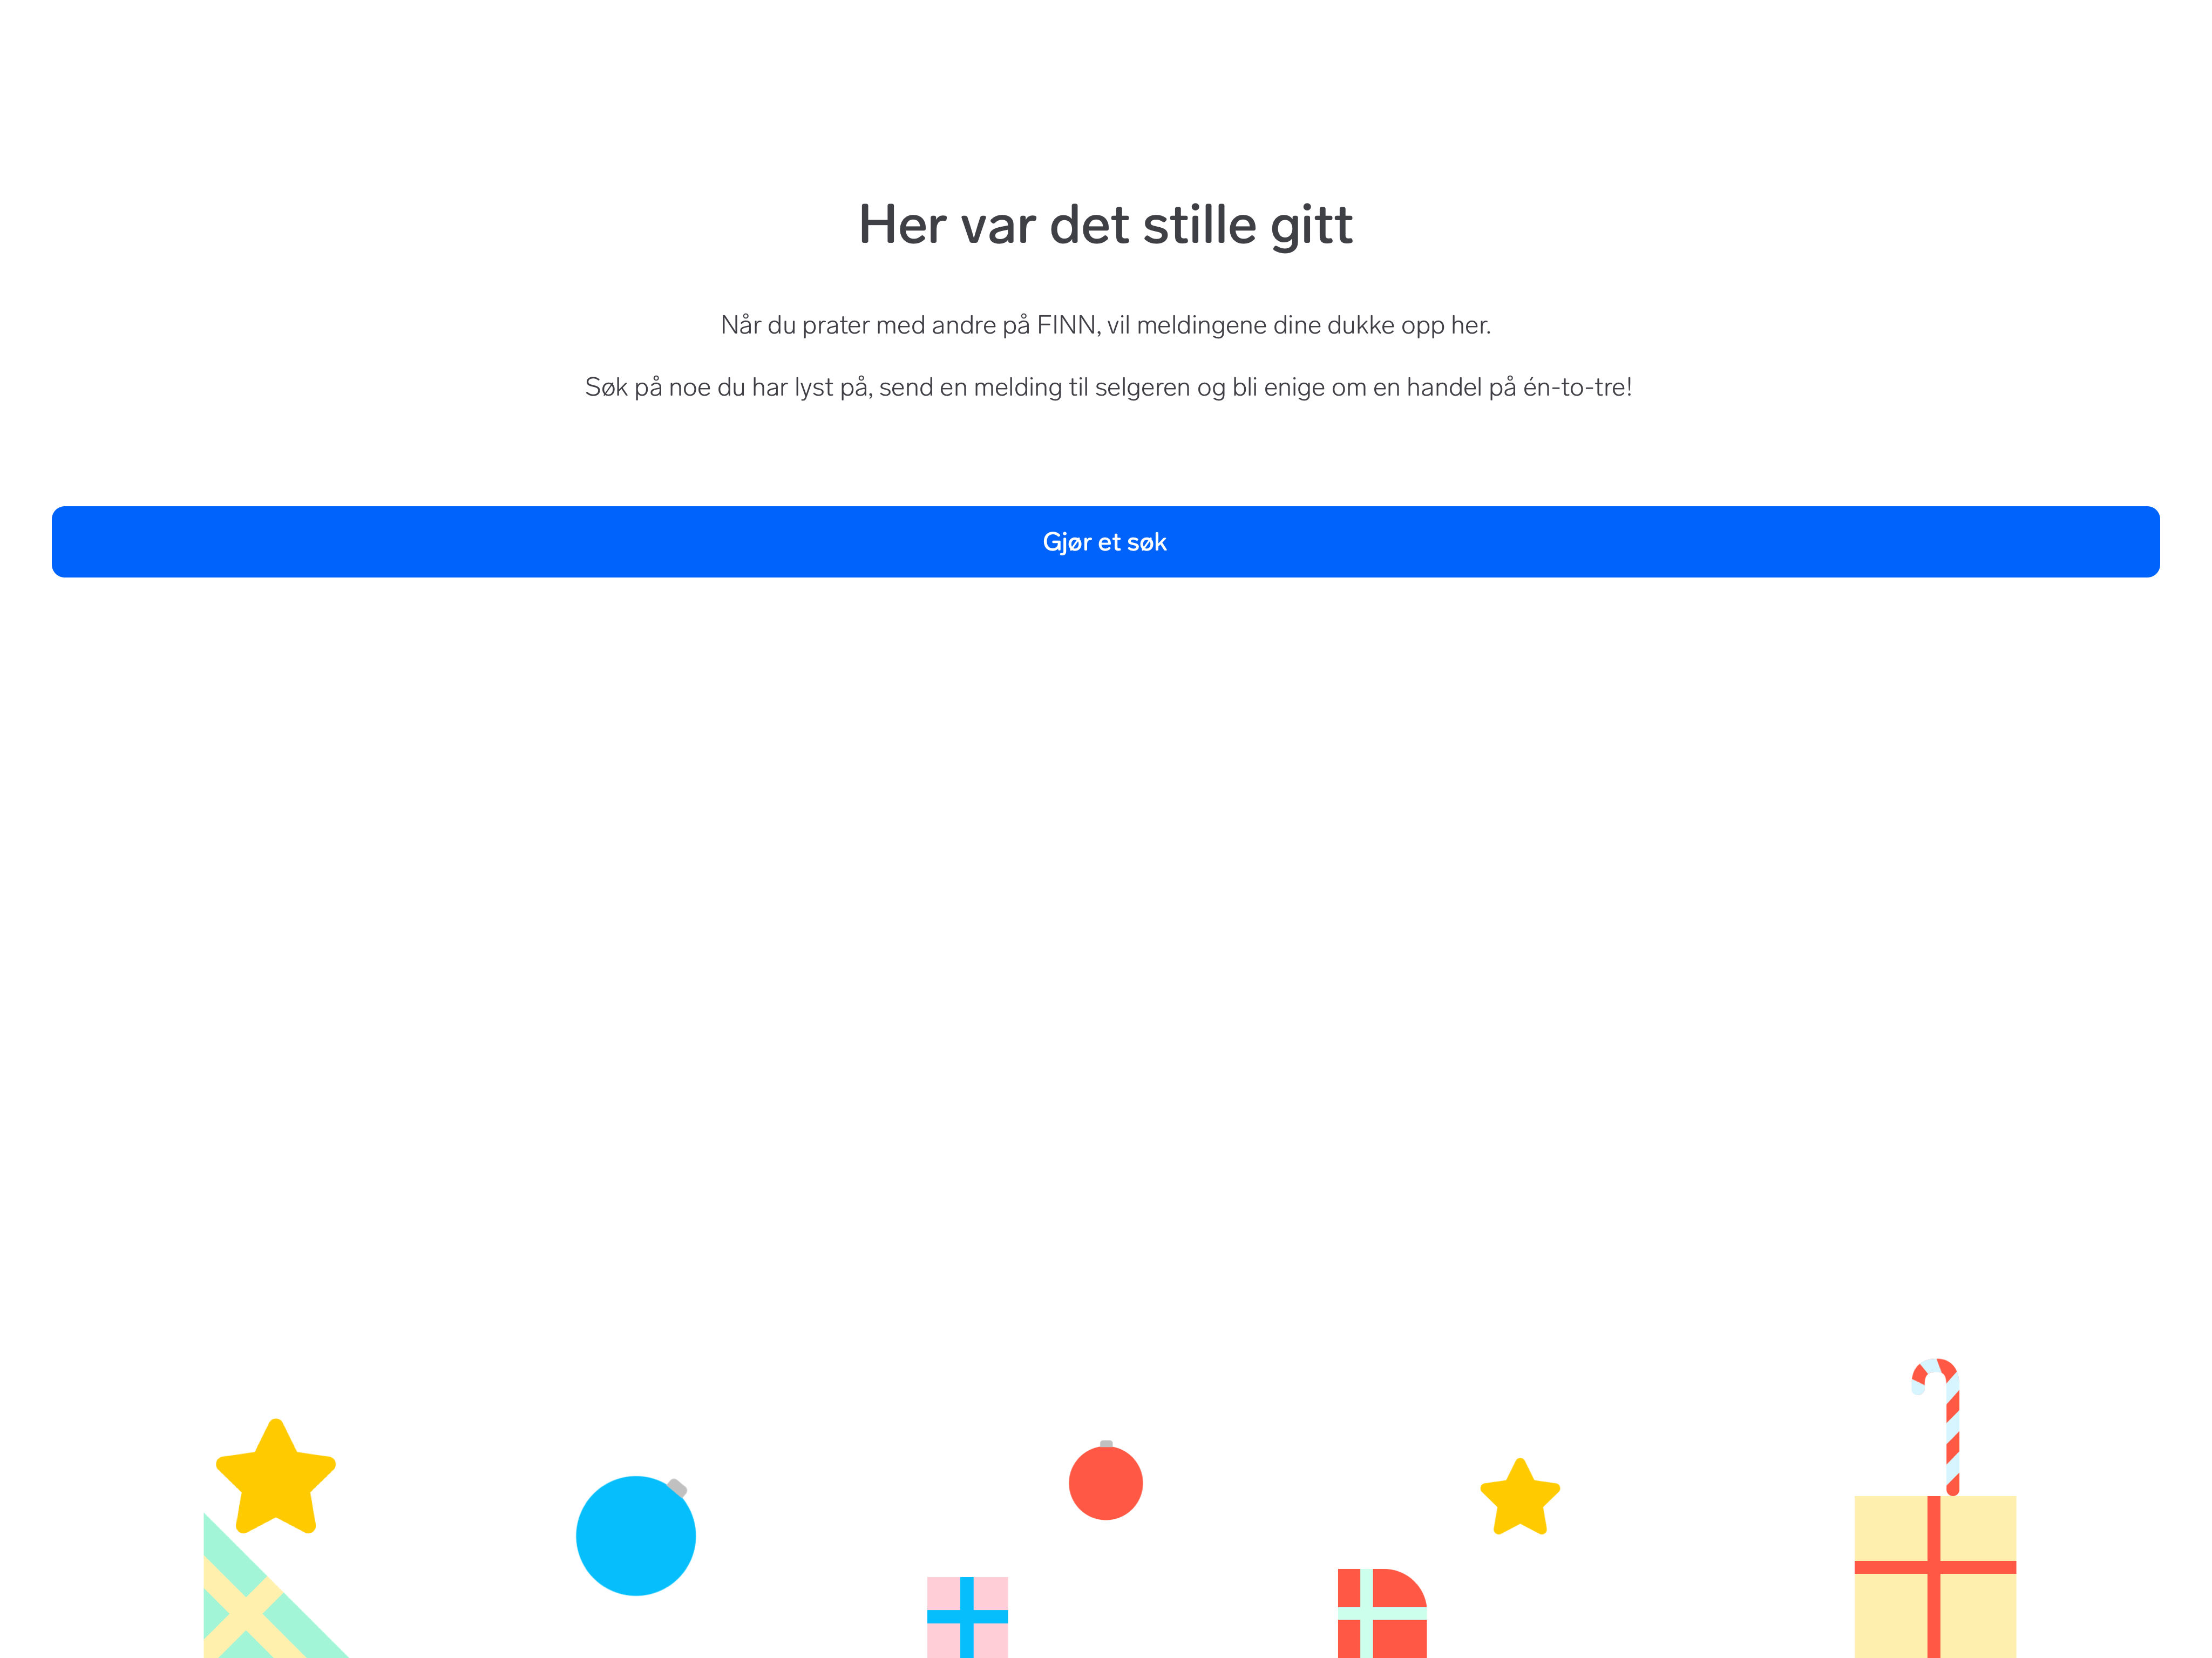 Her var det stille gitt
Når du prater med andre på FINN, vil meldingene dine dukke opp her.
Søk på noe du har lyst på, send en melding til selgeren og bli enige om en handel på én-to-tre!
Gjør et søk